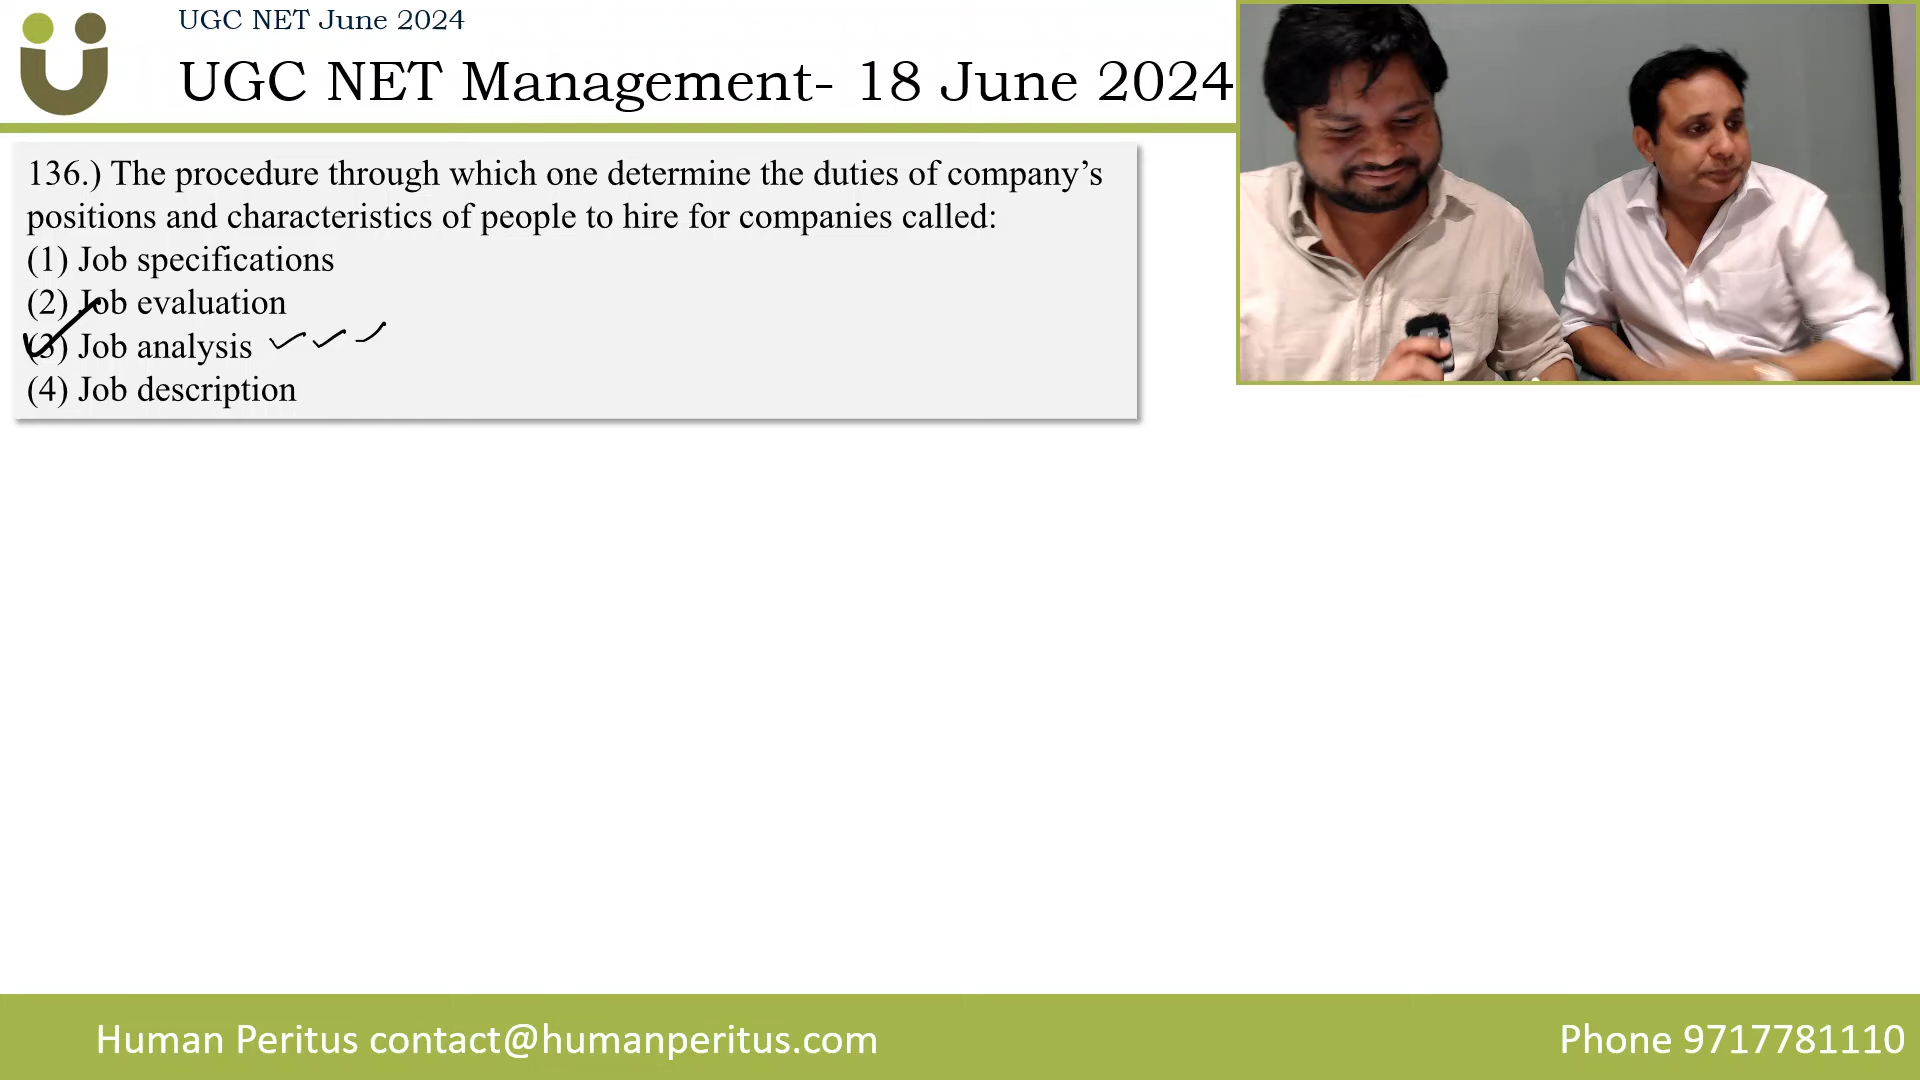 UGC NET June 2024
UGC NET Management- 18 June 2024
136.) The procedure through which one determine the duties of company’s
positions and characteristics of people to hire for companies called:
(1) Job specifications
(2) Job evaluation
(3) Job analysis
(4) Job description
Human Peritus contact@humanperitus.com
Phone 9717781110